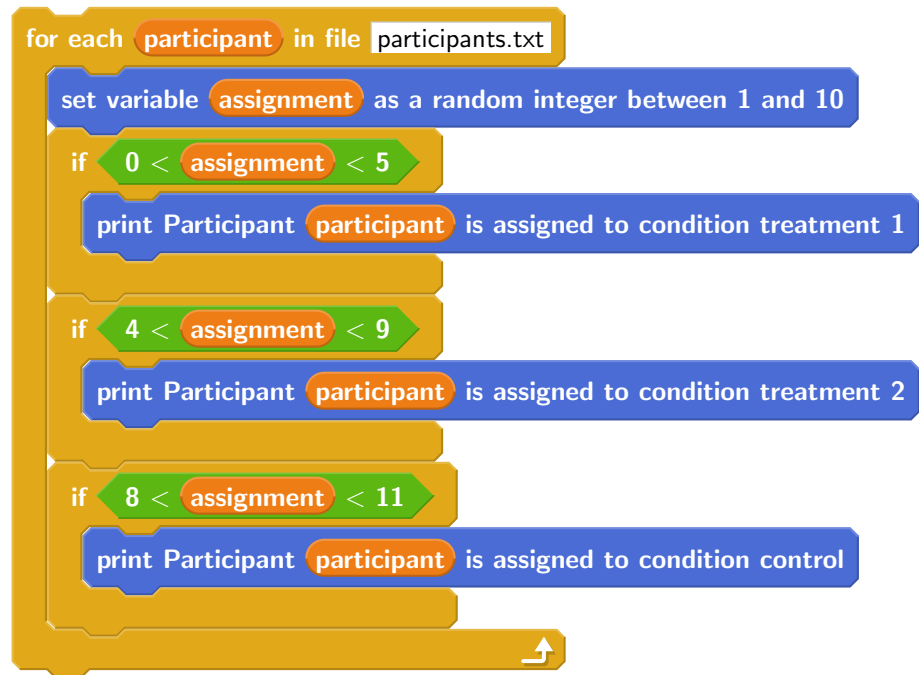 for each participant in file participants.txt
set variable assignment as a random integer between 1 and 10
if 0 < assignment < 5
print Participant participant is assigned to condition treatment 1
if 4 < assignment < 9
print Participant participant is assigned to condition treatment 2
if 8 < assignment < 11
print Participant participant is assigned to condition control